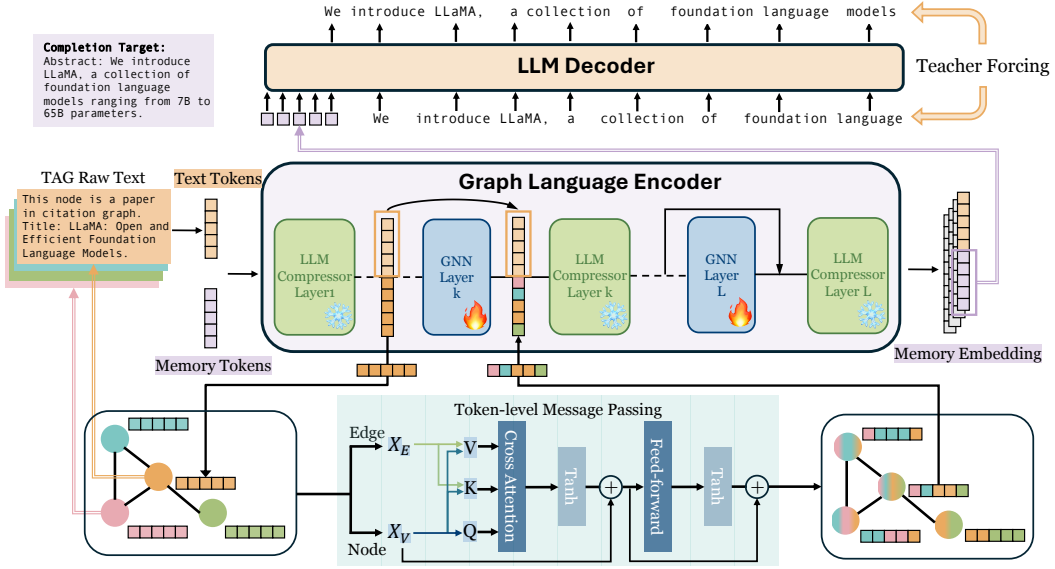 We introduce LLaMA, a collection of foundation language models
Completion Target:
Abstract: We introduce
LLaMA, a collection of
foundation language
models ranging from 7B to
65B parameters.
LLM Decoder
Teacher Forcing
We introduce LLaMA, a collection of foundation language
TAG Raw Text
Text Tokens
This node is a paper
in citation graph.
Title: LLaMA: Open and
Efficient Foundation
Language Models.
Graph Language Encoder
LLM
Compressor
Layer1
GNN
Layer
k
LLM
Compressor
Layer k
GNN
Layer
L
LLM
Compressor
Layer L
Memory Tokens
Memory Embedding
Token-level Message Passing
Edge
X_E
V
K
Q
Node
X_V
Cross Attention
Tanh
+
Feed-forward
Tanh
+